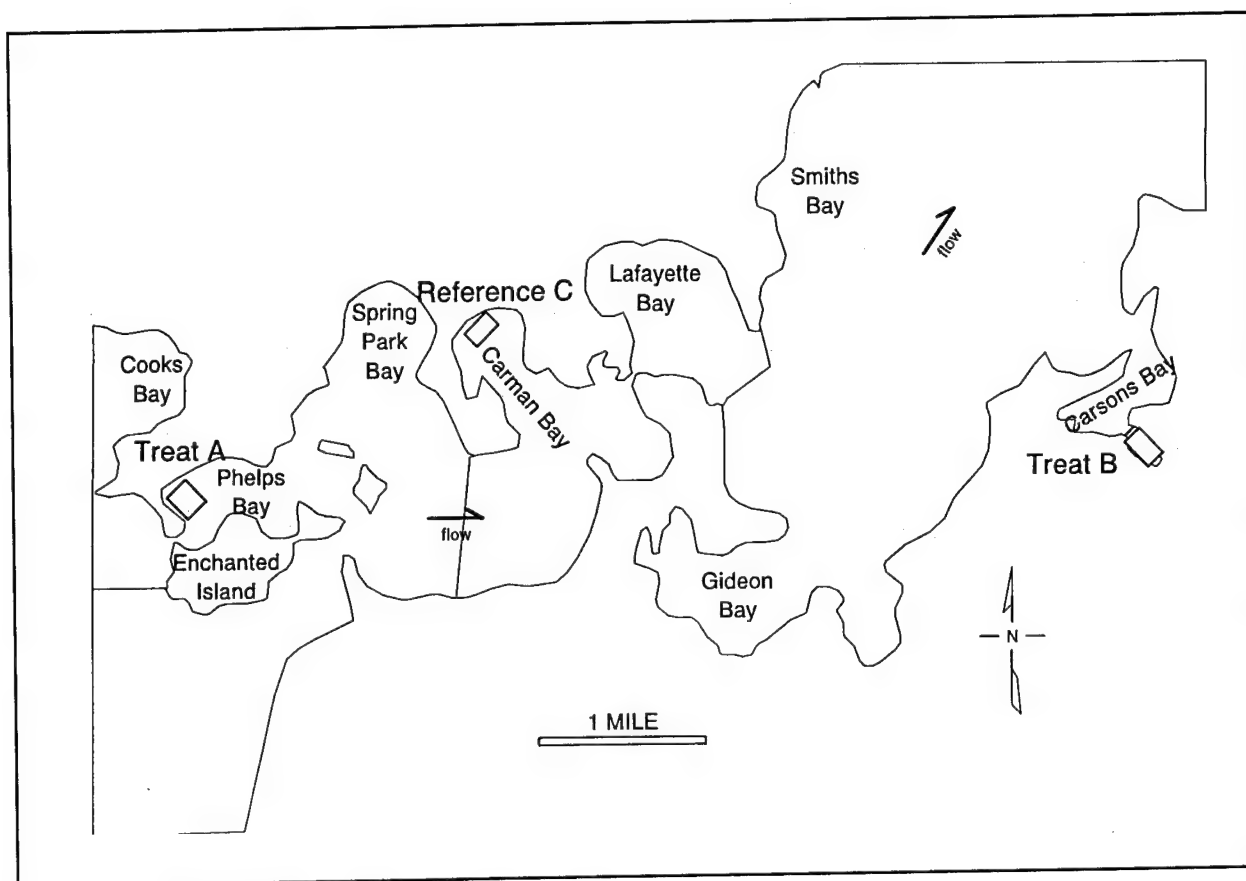 Smiths
Bay
flow
Lafayette
Bay
Reference C
Spring
Park
Bay
Carman Bay
Cooks
Bay
Carsons Bay
Treat A
Treat B
Phelps
Bay
flow
Enchanted
Island
Gideon
Bay
N
1 MILE